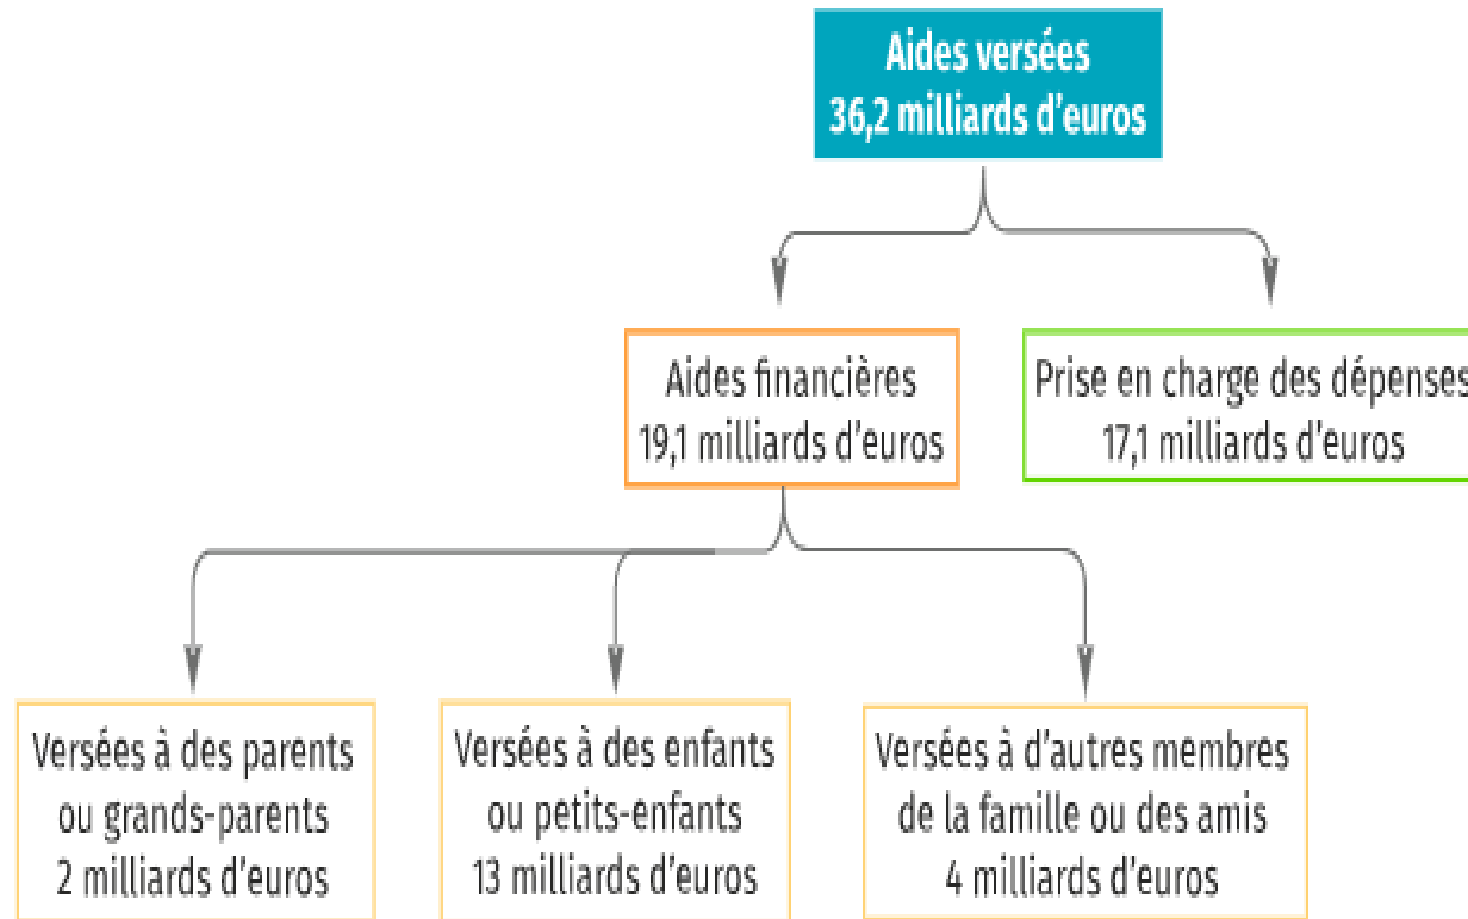 Aides versées
36,2 milliards d'euros
Aides financières
19,1 milliards d'euros
Prise en charge des dépenses
17,1 milliards d'euros
Versées à des parents
ou grands-parents
2 milliards d'euros
Versées à des enfants
ou petits-enfants
13 milliards d'euros
Versées à d'autres membres
de la famille ou des amis
4 milliards d'euros